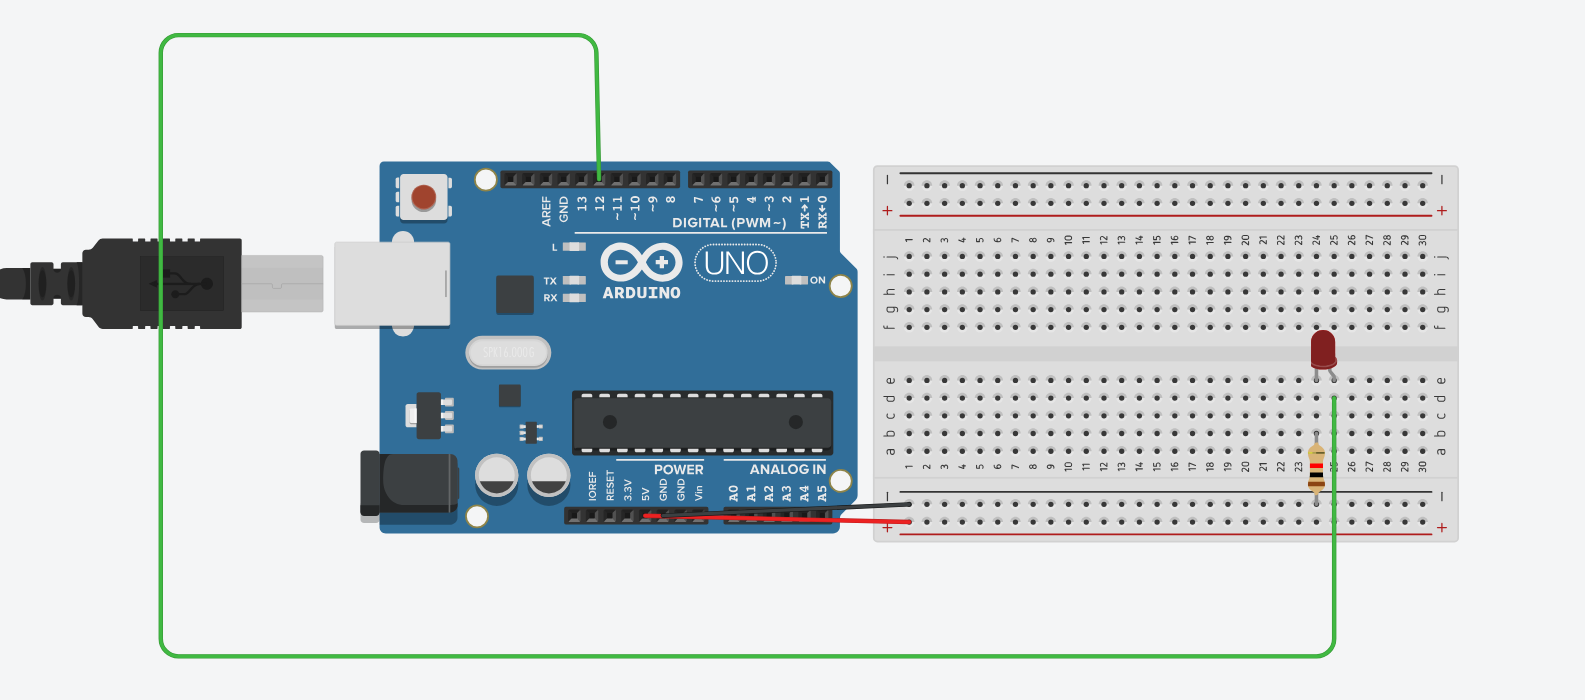 AREF GND 13 12 ~11 ~10 ~9 8 7 ~6 ~5 4 ~3 2 TX→1 RX←0
DIGITAL (PWM~)
L
TX
RX
ARDUINO
UNO
ON
SPK16.000G
POWER
ANALOG IN
IOREF RESET 3.3V 5V GND GND Vin
A0 A1 A2 A3 A4 A5
− −
+ +
1 2 3 4 5 6 7 8 9 10 11 12 13 14 15 16 17 18 19 20 21 22 23 24 25 26 27 28 29 30
j j
i i
h h
g g
f f
e e
d d
c c
b b
a a
1 2 3 4 5 6 7 8 9 10 11 12 13 14 15 16 17 18 19 20 21 22 23 25 26 27 28 29 30
− −
+ +